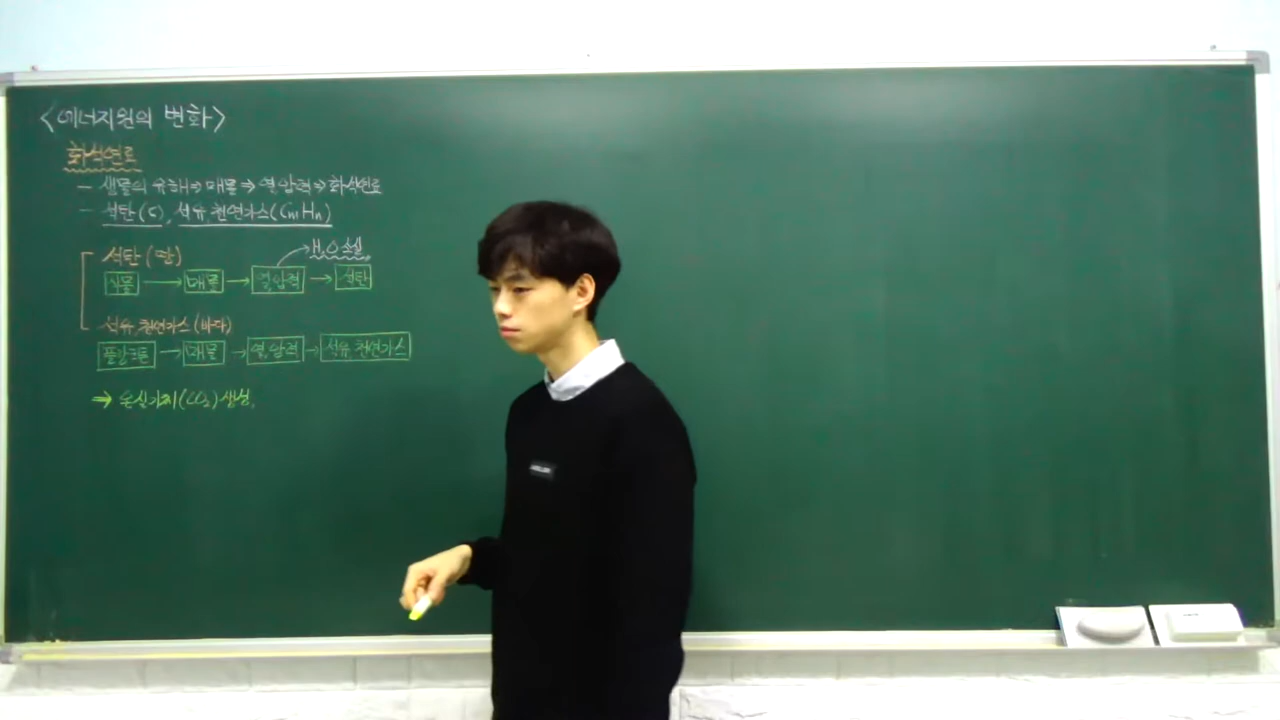 <에너지원의 변화>
화석연료
- 생물의 유해⇒매몰⇒열,압력⇒화석연료
- 석탄(C), 석유,천연가스(CmHn)
석탄(땅)
H,O 손실
식물 → 매몰 → 열,압력 → 석탄
석유,천연가스(바다)
플랑크톤 → 매몰 → 열,압력 → 석유,천연가스
⇒ 온실기체(CO₂) 생성.